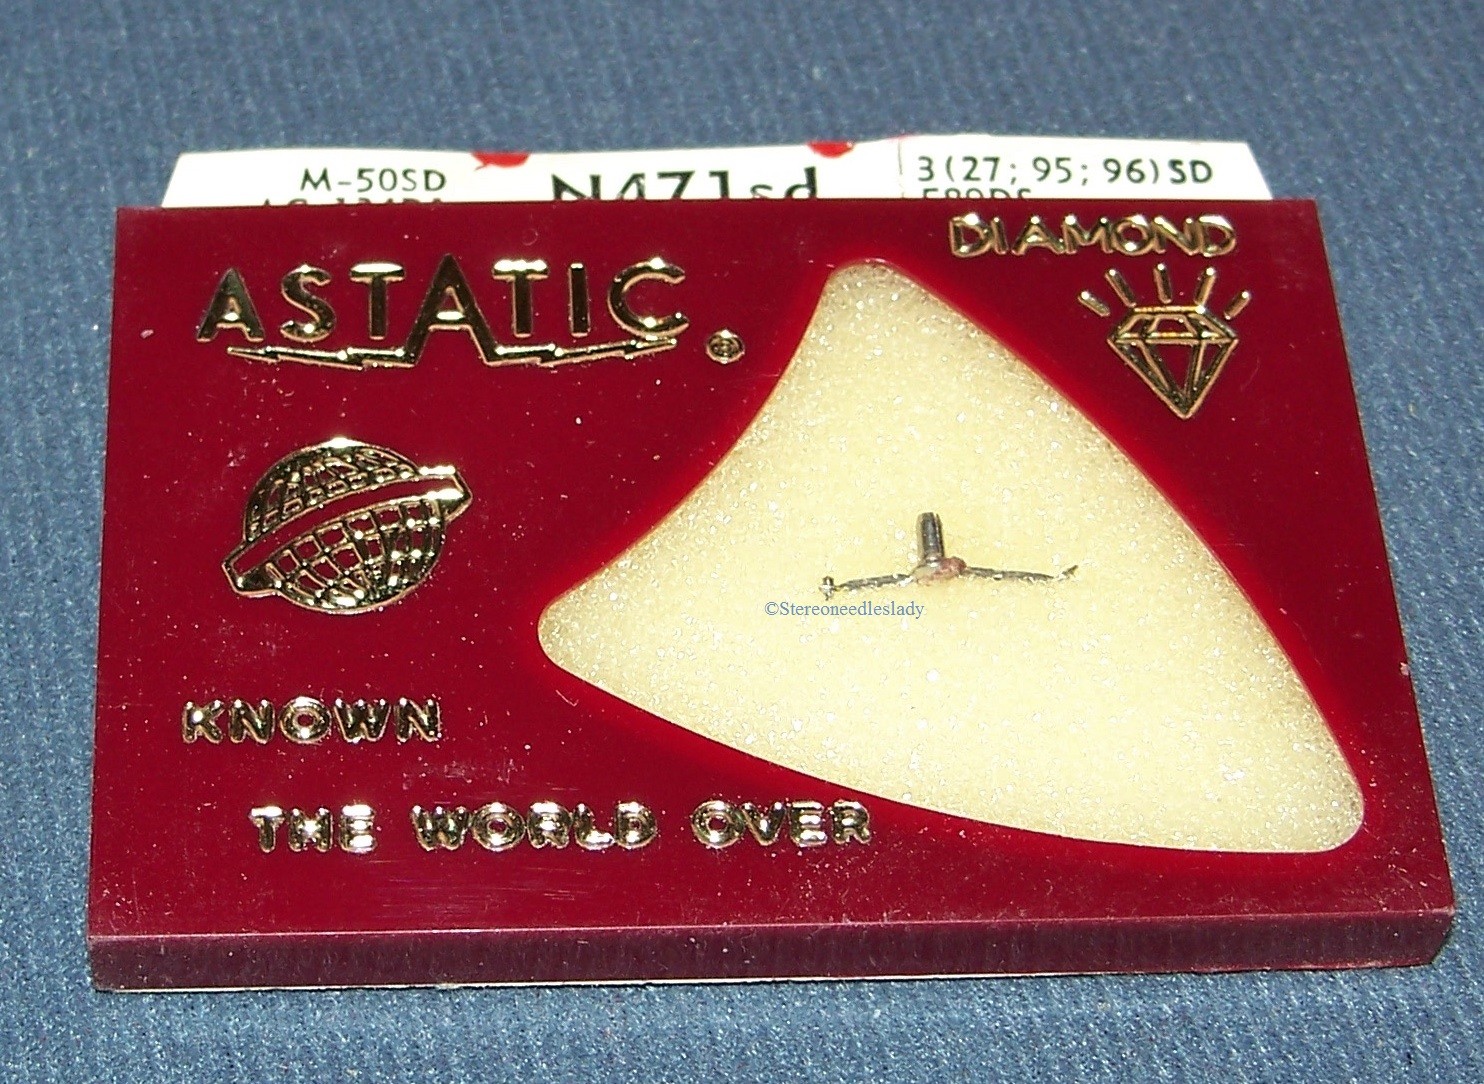 M-50SD
N471sd
3(27; 95; 96)SD
ASTATIC ®
DIAMOND
KNOWN
THE WORLD OVER
©Stereoneedleslady